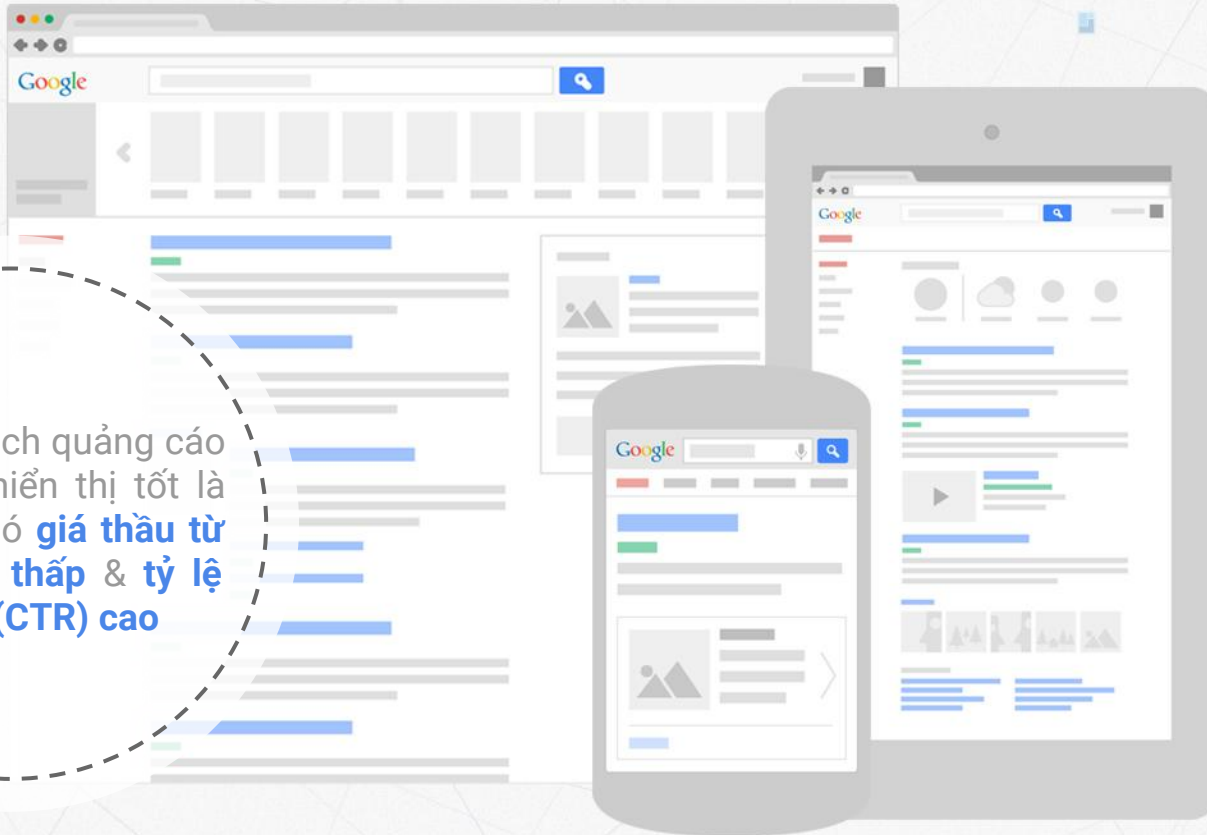 Google
Google
Google
quảng cáo
thị tốt là
giá thầu từ
thấp & tỷ lệ
(CTR) cao